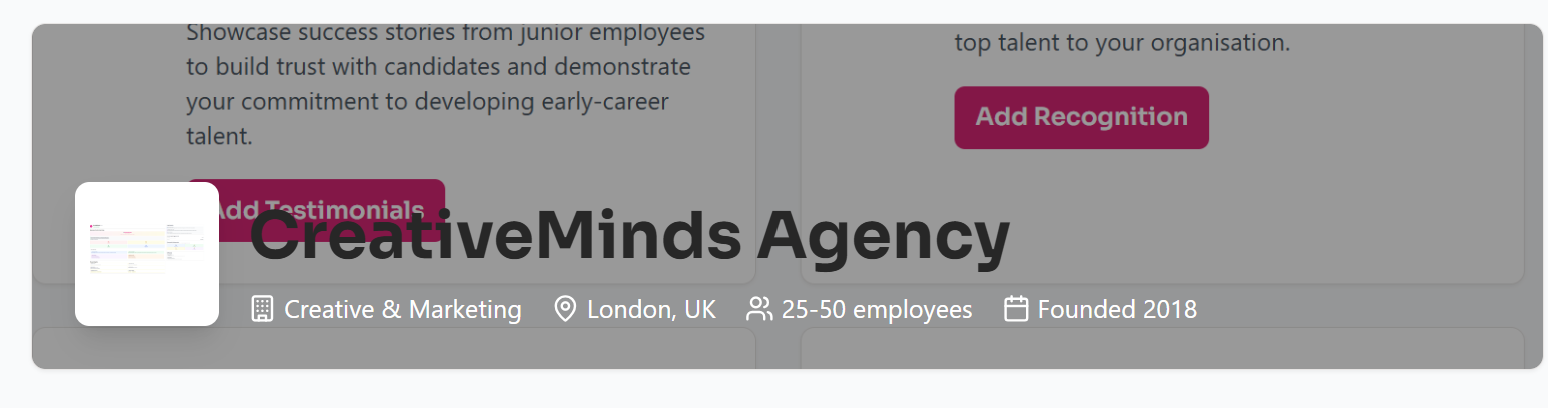 Showcase success stories from junior employees
to build trust with candidates and demonstrate
your commitment to developing early-career
talent.
Add Testimonials
top talent to your organisation.
Add Recognition
CreativeMinds Agency
Creative & Marketing
London, UK
25-50 employees
Founded 2018